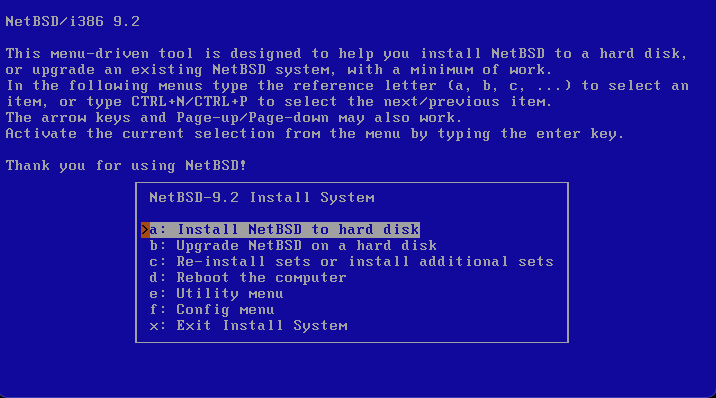 NetBSD/i386 9.2
This menu-driven tool is designed to help you install NetBSD to a hard disk,
or upgrade an existing NetBSD system, with a minimum of work.
In the following menus type the reference letter (a, b, c, ...) to select an
item, or type CTRL+N/CTRL+P to select the next/previous item.
The arrow keys and Page-up/Page-down may also work.
Activate the current selection from the menu by typing the enter key.
Thank you for using NetBSD!
NetBSD-9.2 Install System
>a: Install NetBSD to hard disk
b: Upgrade NetBSD on a hard disk
c: Re-install sets or install additional sets
d: Reboot the computer
e: Utility menu
f: Config menu
x: Exit Install System